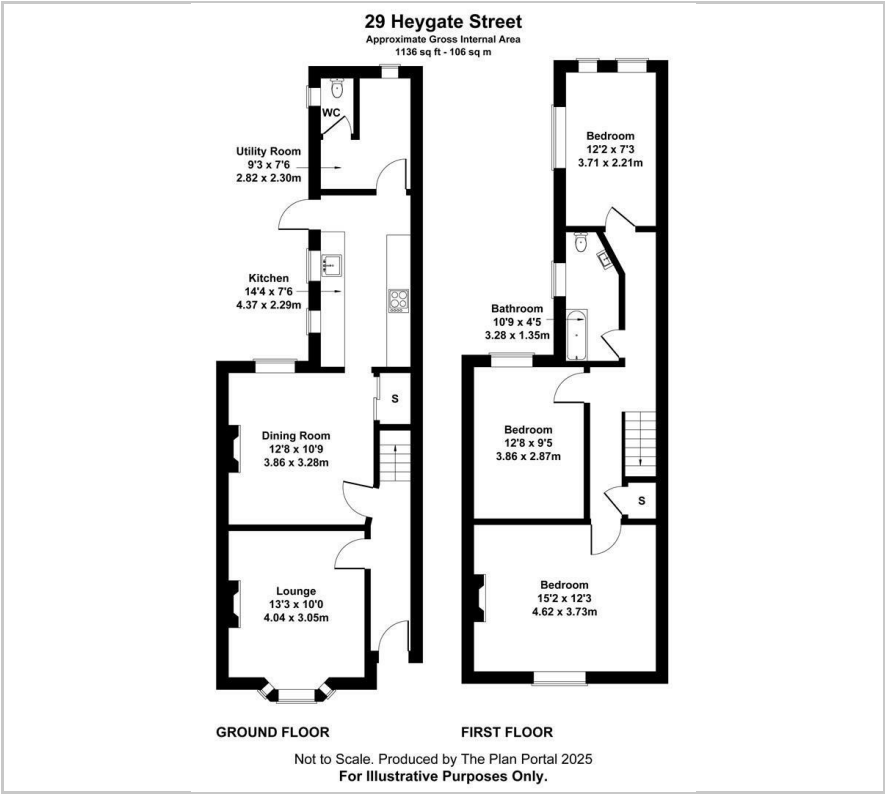 29 Heygate Street
Approximate Gross Internal Area
1136 sq ft - 106 sq m
WC
Utility Room
9'3 x 7'6
2.82 x 2.30m
Kitchen
14'4 x 7'6
4.37 x 2.29m
S
Dining Room
12'8 x 10'9
3.86 x 3.28m
Lounge
13'3 x 10'0
4.04 x 3.05m
Bedroom
12'2 x 7'3
3.71 x 2.21m
Bathroom
10'9 x 4'5
3.28 x 1.35m
Bedroom
12'8 x 9'5
3.86 x 2.87m
S
Bedroom
15'2 x 12'3
4.62 x 3.73m
GROUND FLOOR
FIRST FLOOR
Not to Scale. Produced by The Plan Portal 2025
For Illustrative Purposes Only.